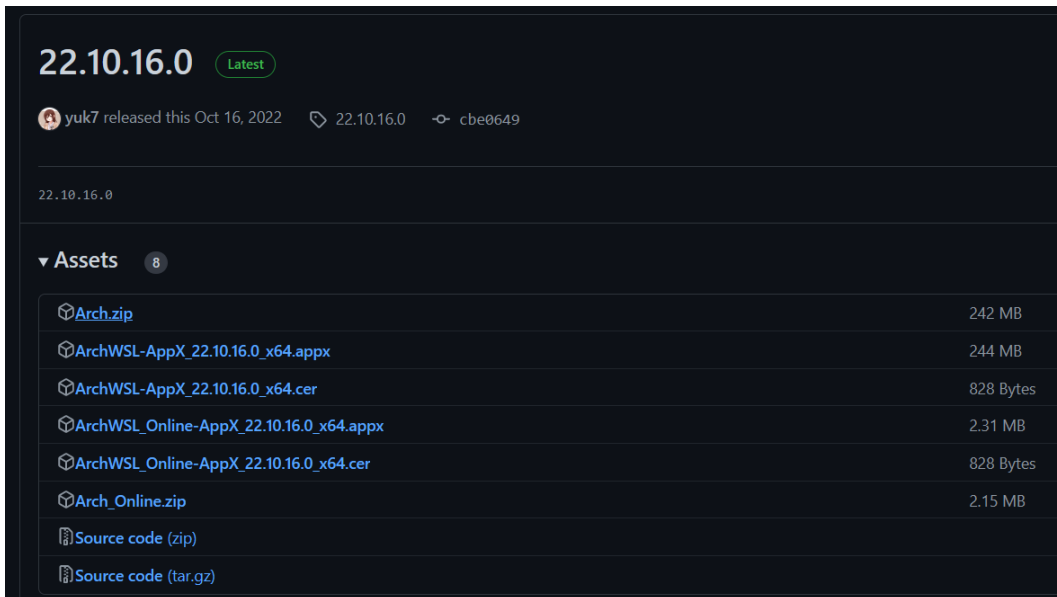 22.10.16.0 Latest
yuk7 released this Oct 16, 2022 22.10.16.0 cbe0649
22.10.16.0
Assets 8
Arch.zip 242 MB
ArchWSL-AppX_22.10.16.0_x64.appx 244 MB
ArchWSL-AppX_22.10.16.0_x64.cer 828 Bytes
ArchWSL_Online-AppX_22.10.16.0_x64.appx 2.31 MB
ArchWSL_Online-AppX_22.10.16.0_x64.cer 828 Bytes
Arch_Online.zip 2.15 MB
Source code (zip)
Source code (tar.gz)